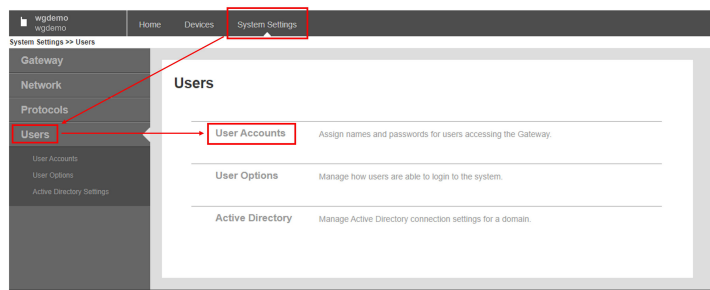 wgdemo
wgdemo
Home Devices System Settings
System Settings >> Users
Gateway
Network
Protocols
Users
User Accounts
User Options
Active Directory Settings
Users
User Accounts Assign names and passwords for users accessing the Gateway.
User Options Manage how users are able to login to the system.
Active Directory Manage Active Directory connection settings for a domain.